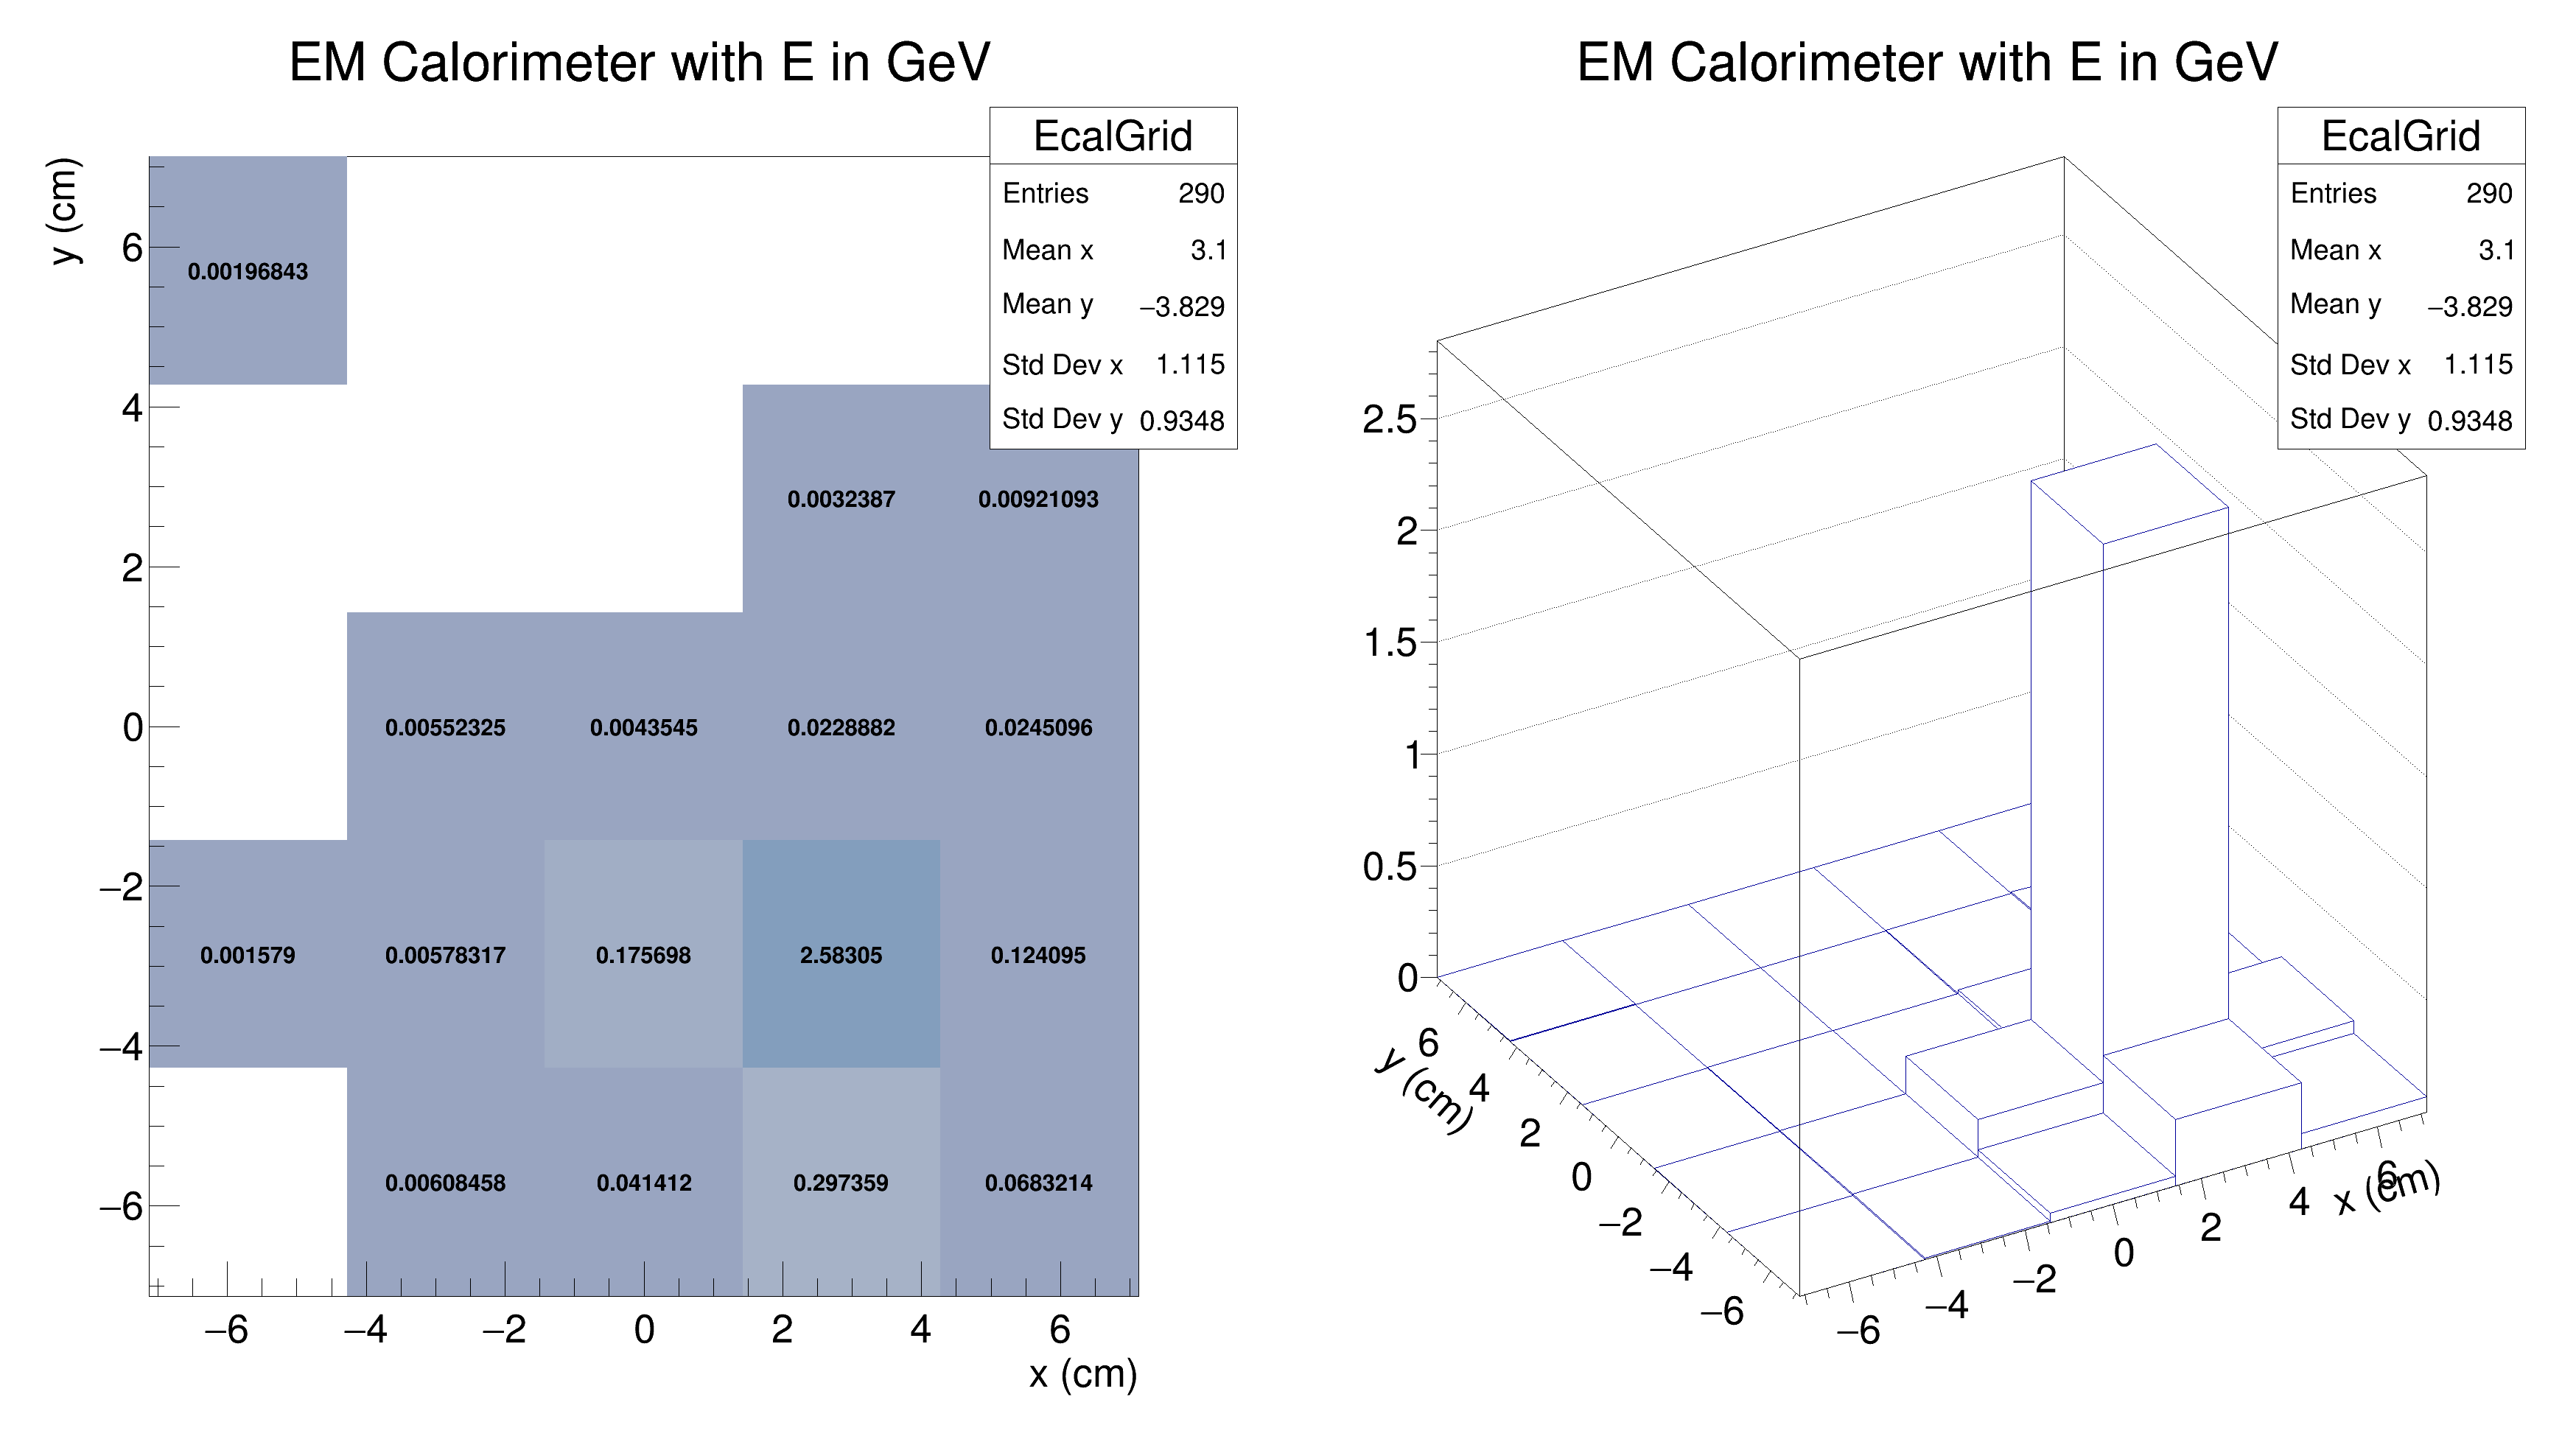 EM Calorimeter with E in GeV
EcalGrid
Entries 290
Mean x 3.1
Mean y −3.829
Std Dev x 1.115
Std Dev y 0.9348
y (cm)
6
4
2
0
−2
−4
−6
0.00196843
0.0032387 0.00921093
0.00552325 0.0043545 0.0228882 0.0245096
0.001579 0.00578317 0.175698 2.58305 0.124095
0.00608458 0.041412 0.297359 0.0683214
−6 −4 −2 0 2 4 6
x (cm)
EM Calorimeter with E in GeV
EcalGrid
Entries 290
Mean x 3.1
Mean y −3.829
Std Dev x 1.115
Std Dev y 0.9348
2.5
2
1.5
1
0.5
0
6
4
2
0
−2
−4
−6
y (cm)
−6
−4
−2
0
2
4
6
x (cm)